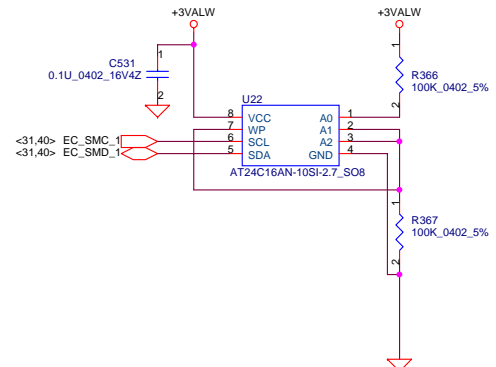 +3VALW
+3VALW
C531
0.1U_0402_16V4Z
1
2
1
2
R366
100K_0402_5%
U22
8 VCC A0 1
7 WP A1 2
6 SCL A2 3
5 SDA GND 4
<31,40> EC_SMC_1
<31,40> EC_SMD_1
AT24C16AN-10SI-2.7_SO8
1
2
R367
100K_0402_5%